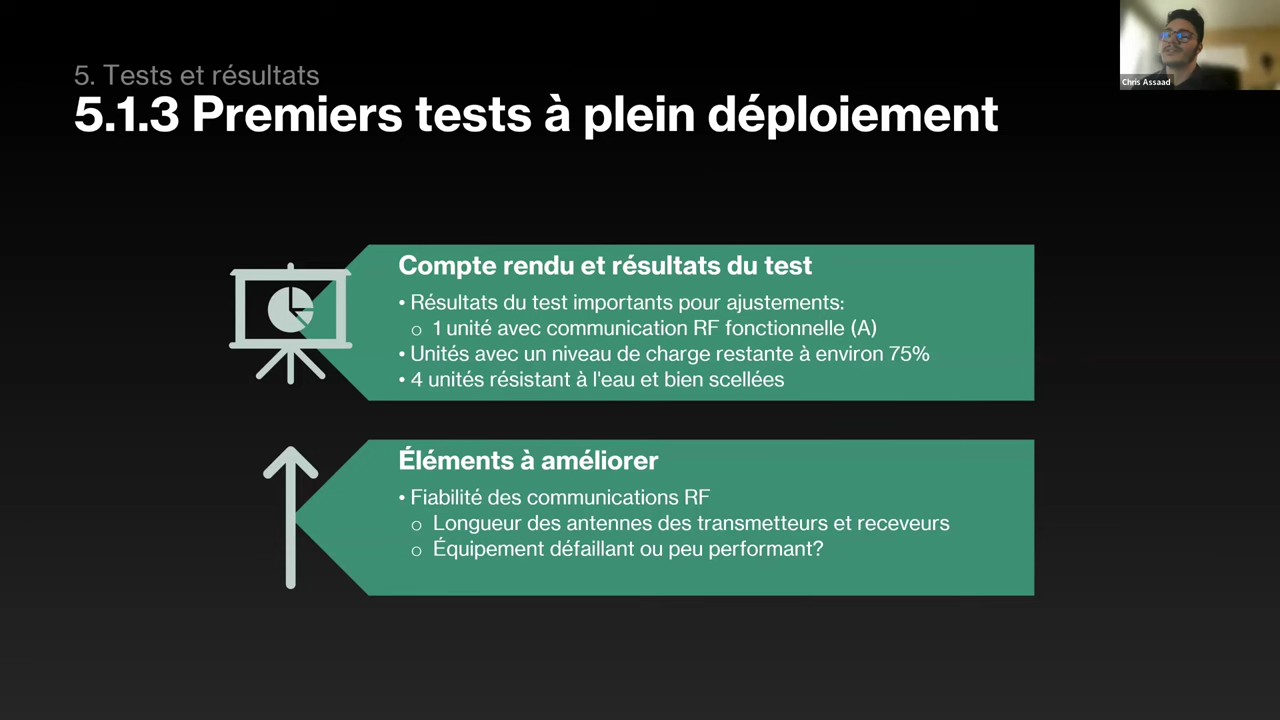 Chris Assaad
5. Tests et résultats
5.1.3 Premiers tests à plein déploiement
Compte rendu et résultats du test
• Résultats du test importants pour ajustements:
o 1 unité avec communication RF fonctionnelle (A)
• Unités avec un niveau de charge restante à environ 75%
• 4 unités résistant à l'eau et bien scellées
Éléments à améliorer
• Fiabilité des communications RF
o Longueur des antennes des transmetteurs et receveurs
o Équipement défaillant ou peu performant?